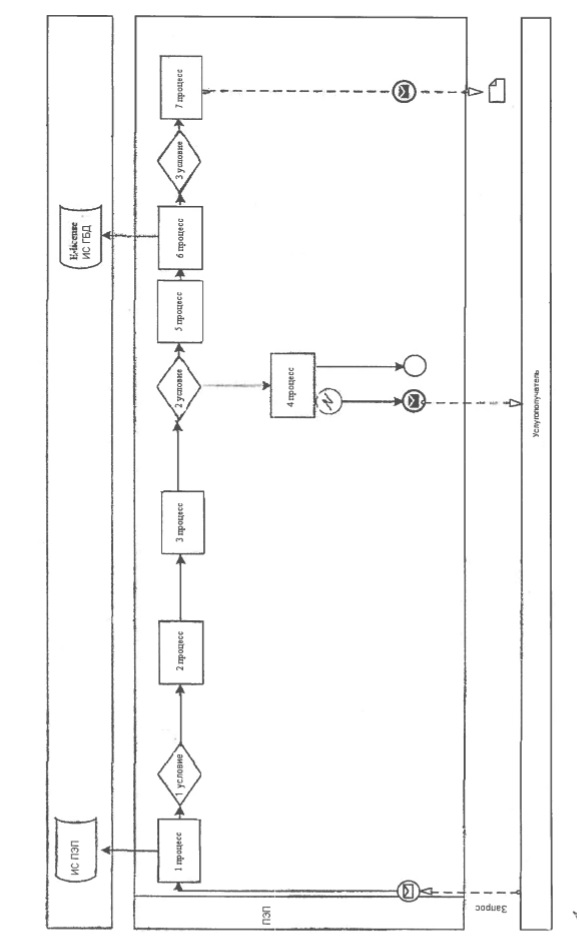 ИС ПЭП
ИС ГБД
ПЭП
1 процесс
1 условие
2 процесс
3 процесс
2 условие
5 процесс
6 процесс
3 условие
7 процесс
4 процесс
Запрос
Услугополучатель